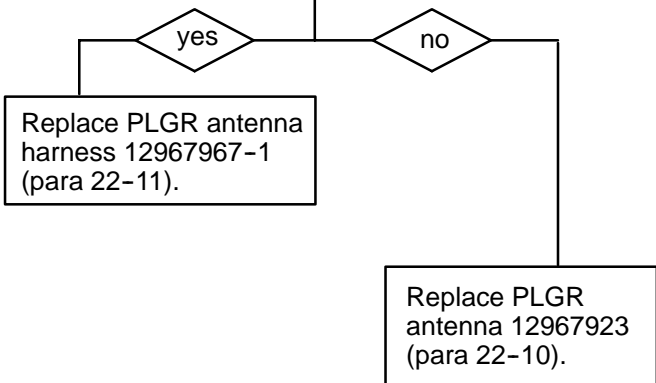 yes
no
Replace PLGR antenna
harness 12967967-1
(para 22-11).
Replace PLGR
antenna 12967923
(para 22-10).